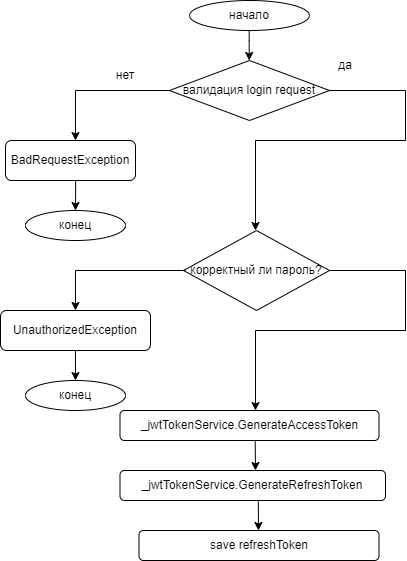 начало
да
нет
валидация login request
BadRequestException
конец
корректный ли пароль?
UnauthorizedException
конец
_jwtTokenService.GenerateAccessToken
_jwtTokenService.GenerateRefreshToken
save refreshToken